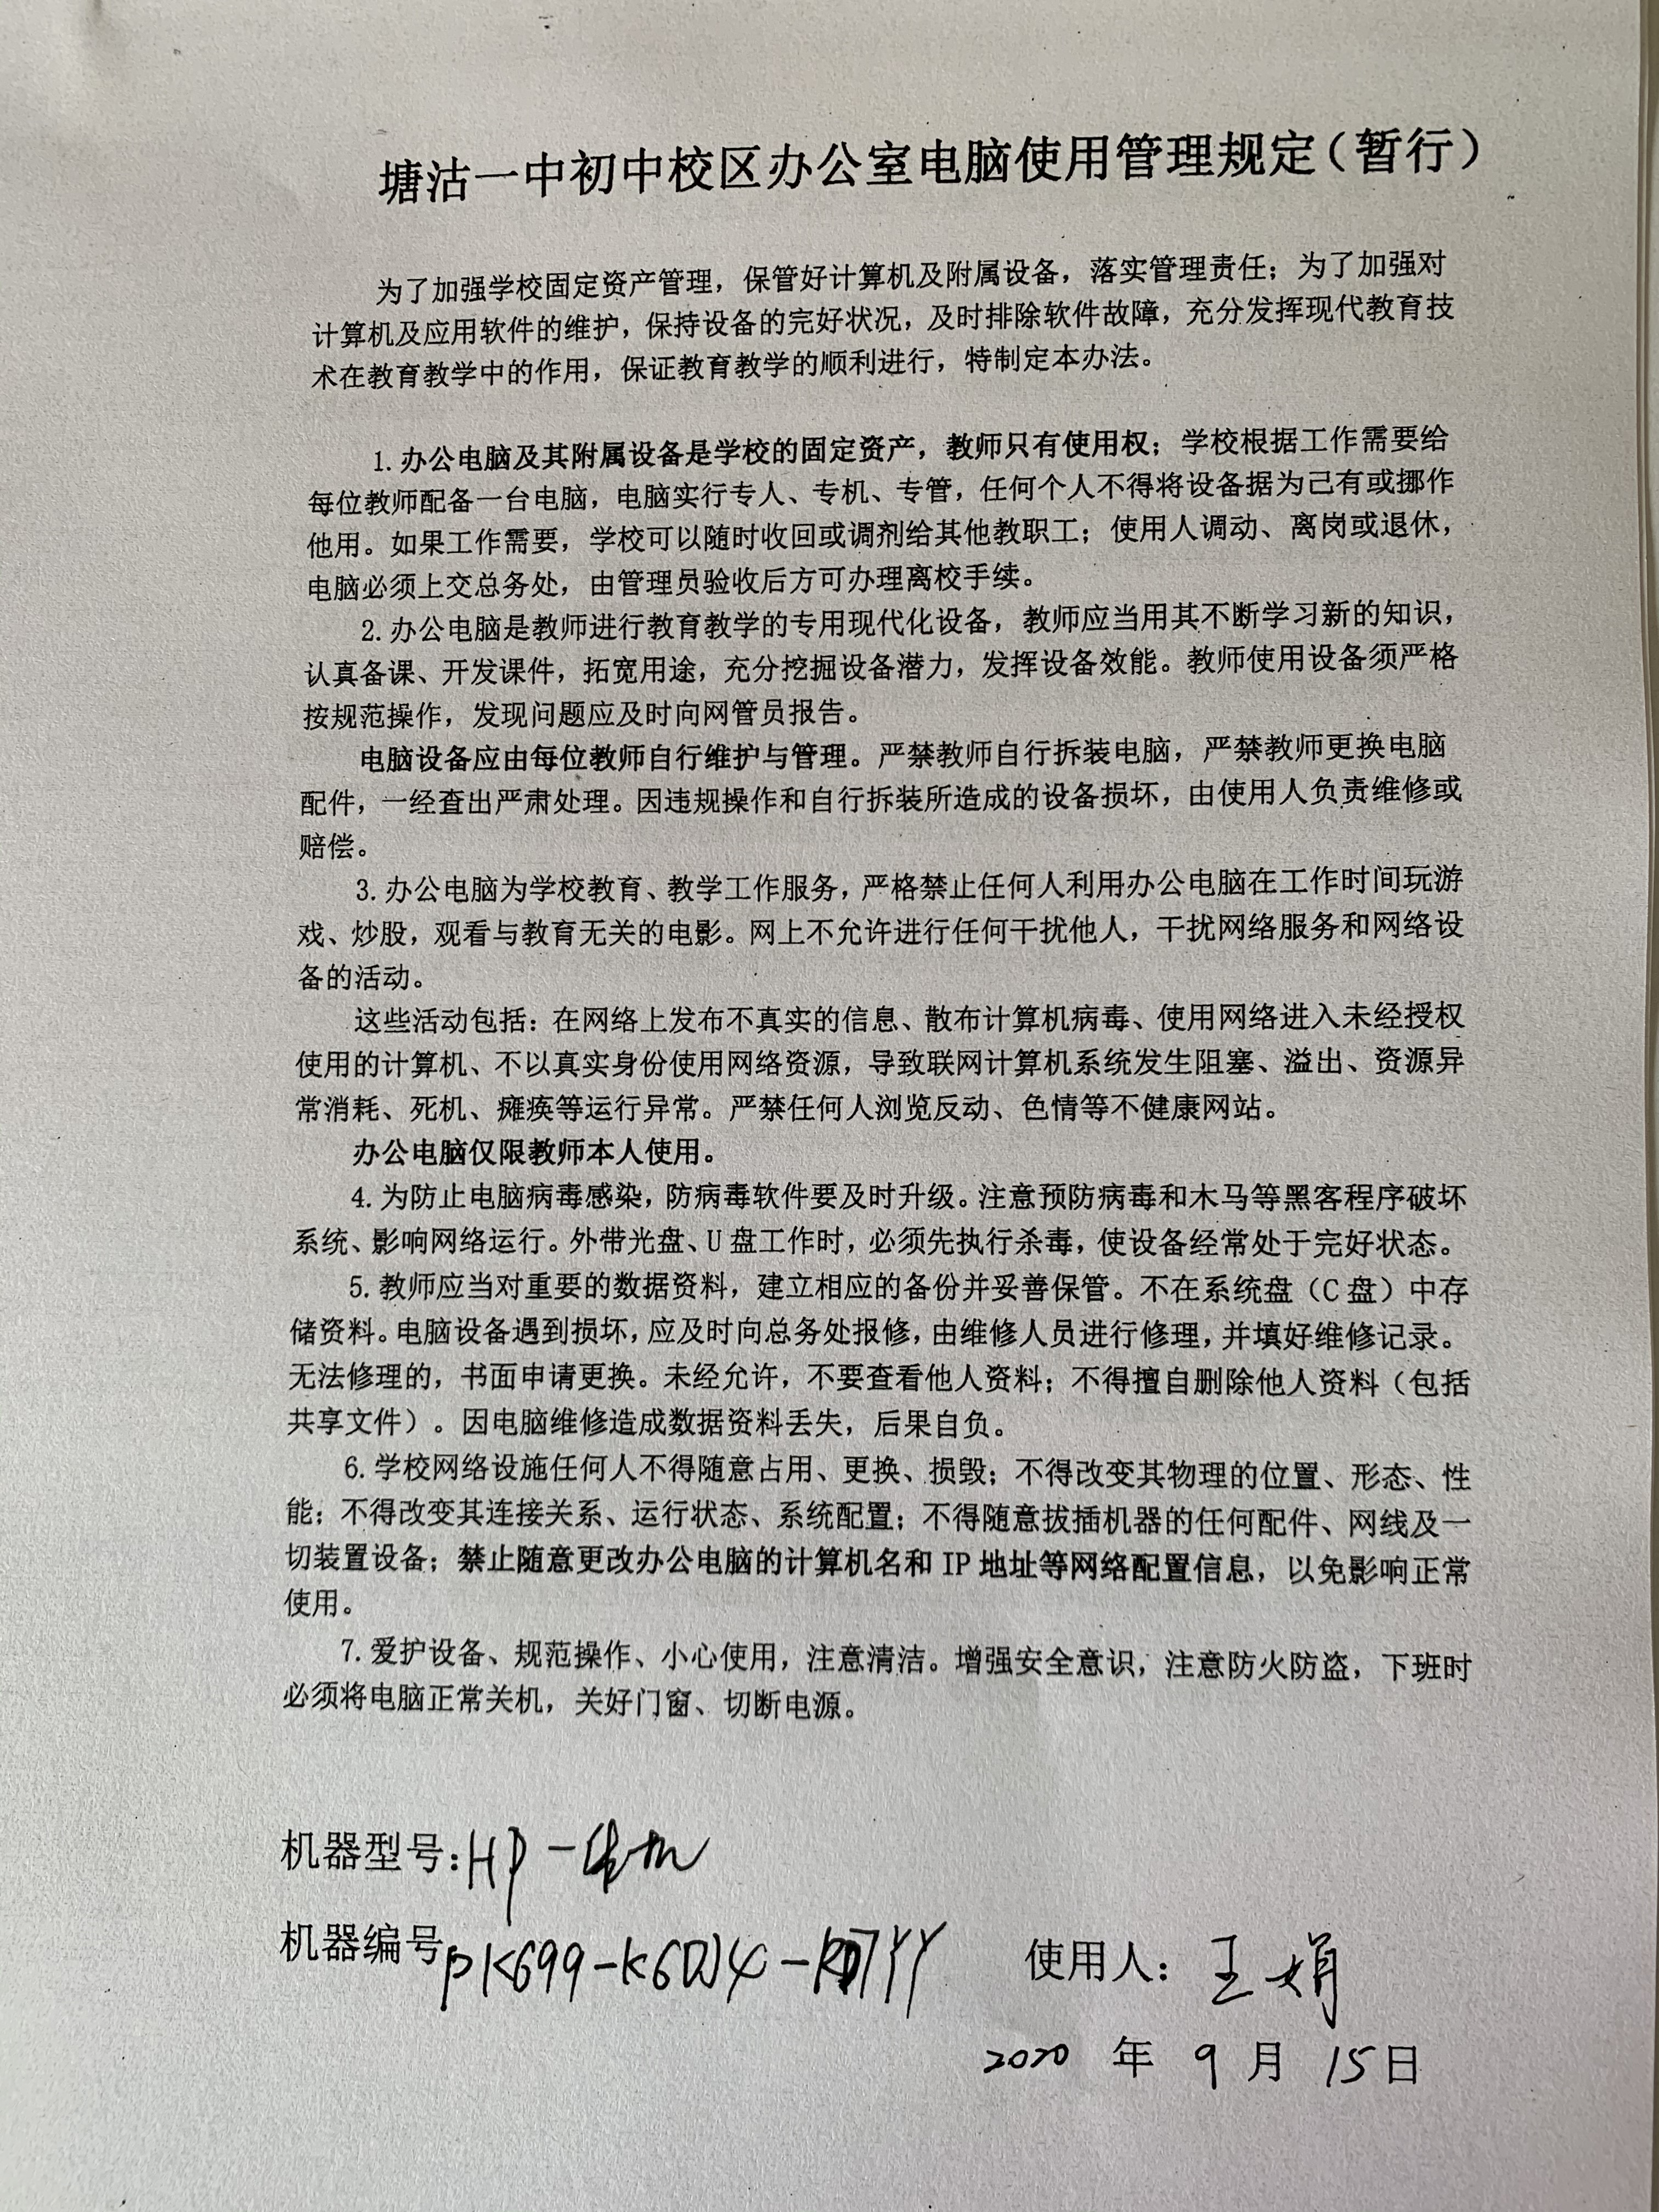 塘沽一中初中校区办公室电脑使用管理规定（暂行）
为了加强学校固定资产管理，保管好计算机及附属设备，落实管理责任；为了加强对
计算机及应用软件的维护，保持设备的完好状况，及时排除软件故障，充分发挥现代教育技
术在教育教学中的作用，保证教育教学的顺利进行，特制定本办法。
1.办公电脑及其附属设备是学校的固定资产，教师只有使用权；学校根据工作需要给
每位教师配备一台电脑，电脑实行专人、专机、专管，任何个人不得将设备据为己有或挪作
他用。如果工作需要，学校可以随时收回或调剂给其他教职工；使用人调动、离岗或退休，
电脑必须上交总务处，由管理员验收后方可办理离校手续。
2.办公电脑是教师进行教育教学的专用现代化设备，教师应当用其不断学习新的知识，
认真备课、开发课件，拓宽用途，充分挖掘设备潜力，发挥设备效能。教师使用设备须严格
按规范操作，发现问题应及时向网管员报告。
电脑设备应由每位教师自行维护与管理。严禁教师自行拆装电脑，严禁教师更换电脑
配件，一经查出严肃处理。因违规操作和自行拆装所造成的设备损坏，由使用人负责维修或
赔偿。
3.办公电脑为学校教育、教学工作服务，严格禁止任何人利用办公电脑在工作时间玩游
戏、炒股，观看与教育无关的电影。网上不允许进行任何干扰他人，干扰网络服务和网络设
备的活动。
这些活动包括：在网络上发布不真实的信息、散布计算机病毒、使用网络进入未经授权
使用的计算机、不以真实身份使用网络资源，导致联网计算机系统发生阻塞、溢出、资源异
常消耗、死机、瘫痪等运行异常。严禁任何人浏览反动、色情等不健康网站。
办公电脑仅限教师本人使用。
4.为防止电脑病毒感染，防病毒软件要及时升级。注意预防病毒和木马等黑客程序破坏
系统、影响网络运行。外带光盘、U盘工作时，必须先执行杀毒，使设备经常处于完好状态。
5.教师应当对重要的数据资料，建立相应的备份并妥善保管。不在系统盘（C盘）中存
储资料。电脑设备遇到损坏，应及时向总务处报修，由维修人员进行修理，并填好维修记录。
无法修理的，书面申请更换。未经允许，不要查看他人资料；不得擅自删除他人资料（包括
共享文件）。因电脑维修造成数据资料丢失，后果自负。
6.学校网络设施任何人不得随意占用、更换、损毁；不得改变其物理的位置、形态、性
能；不得改变其连接关系、运行状态、系统配置；不得随意拔插机器的任何配件、网线及一
切装置设备；禁止随意更改办公电脑的计算机名和IP地址等网络配置信息，以免影响正常
使用。
7.爱护设备、规范操作、小心使用，注意清洁。增强安全意识，注意防火防盗，下班时
必须将电脑正常关机，关好门窗、切断电源。
机器型号：HP
机器编号
使用人：王娟
2020 年 9 月 15日